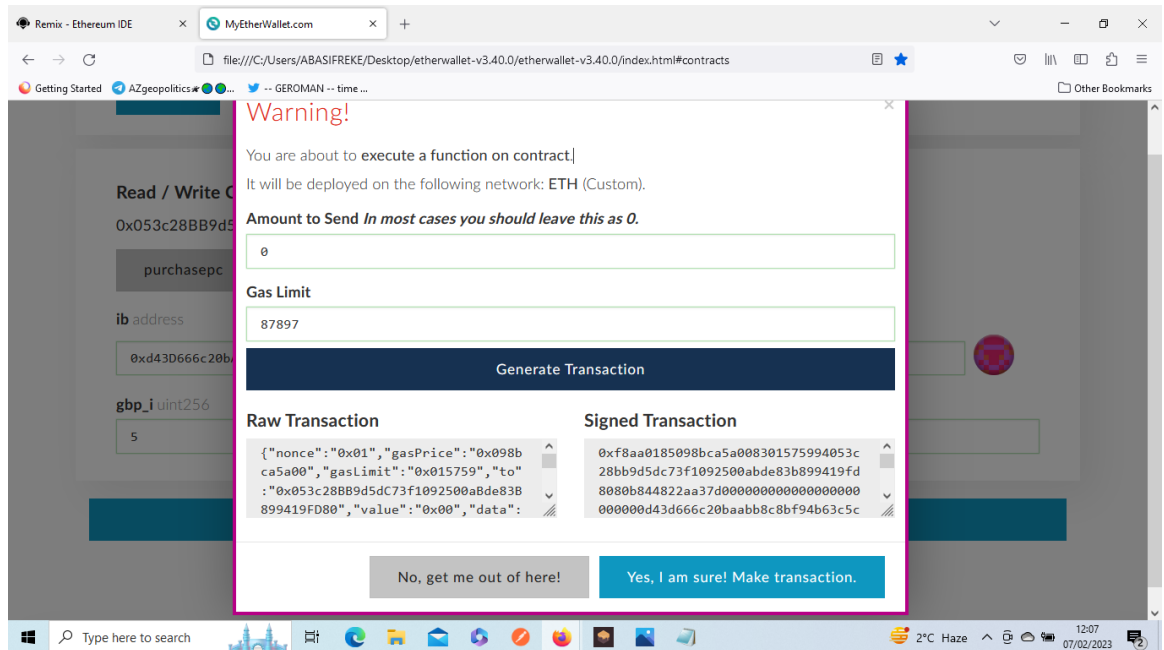 Remix - Ethereum IDE
MyEtherWallet.com
file:///C:/Users/ABASIFREKE/Desktop/etherwallet-v3.40.0/etherwallet-v3.40.0/index.html#contracts
Getting Started
AZgeopolitics
-- GEROMAN -- time ...
Other Bookmarks
Warning!
You are about to execute a function on contract.
It will be deployed on the following network: ETH (Custom).
Read / Write C
0x053c28BB9d5
Amount to Send In most cases you should leave this as 0.
0
purchasepc
Gas Limit
ib address
87897
0xd43D666c20b
Generate Transaction
gbp_i uint256
5
Raw Transaction
Signed Transaction
{"nonce":"0x01","gasPrice":"0x098b
ca5a00","gasLimit":"0x015759","to"
:"0x053c28BB9d5dC73f1092500aBde83B
899419FD80","value":"0x00","data":
0xf8aa0185098bca5a008301575994053c
28bb9d5dc73f1092500abde83b899419fd
8080b844822aa37d000000000000000000
000000d43d666c20baabb8c8bf94b63c5c
No, get me out of here!
Yes, I am sure! Make transaction.
Type here to search
2°C Haze
12:07
07/02/2023
2